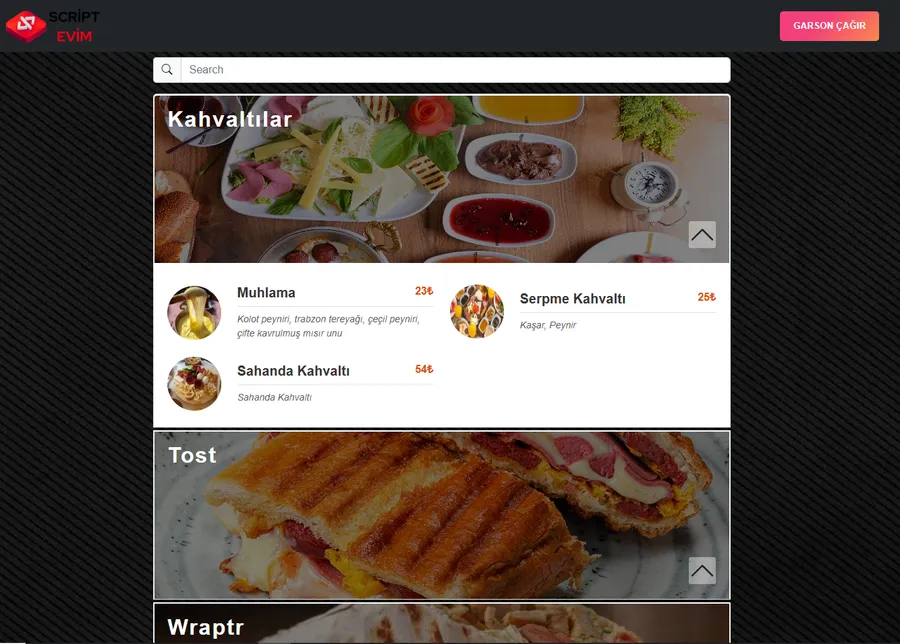 SCRİPT
EVİM
GARSON ÇAĞIR
Search
Kahvaltılar
Muhlama 23₺
Kolot peyniri, trabzon tereyağı, çeçil peyniri,
çifte kavrulmuş mısır unu
Serpme Kahvaltı 25₺
Kaşar, Peynir
Sahanda Kahvaltı 54₺
Sahanda Kahvaltı
Tost
Wraptr